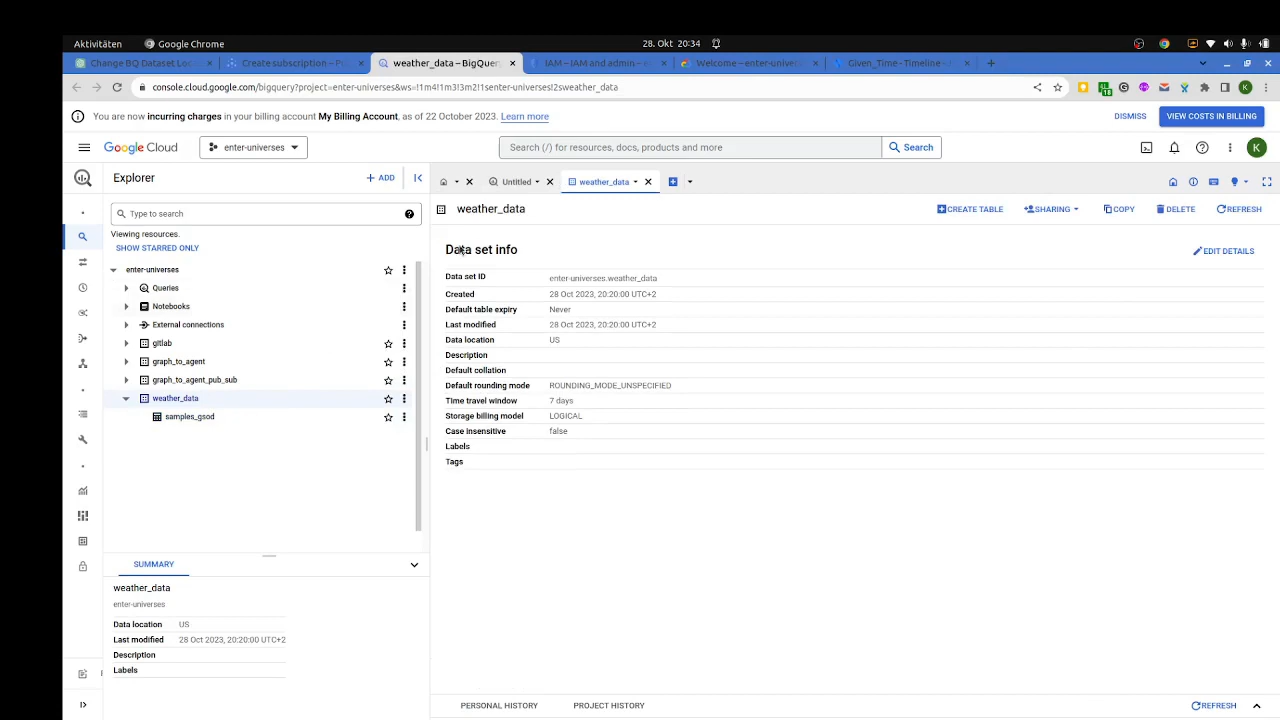 Aktivitäten Google Chrome 28. Okt 20:34
Change BQ Dataset Loca × Create subscription – Pu × weather_data – BigQuery × IAM – IAM and admin – e × Welcome – enter-universe × Given_Time - Timeline - ×
console.cloud.google.com/bigquery?project=enter-universes&ws=!1m4!1m3!3m2!1senter-universes!2sweather_data
You are now incurring charges in your billing account My Billing Account, as of 22 October 2023. Learn more DISMISS VIEW COSTS IN BILLING
Google Cloud enter-universes Search (/) for resources, docs, products and more Search K
Explorer + ADD
Type to search
Viewing resources.
SHOW STARRED ONLY
enter-universes
Queries
Notebooks
External connections
gitlab
graph_to_agent
graph_to_agent_pub_sub
weather_data
samples_gsod
SUMMARY
weather_data
enter-universes
Data location US
Last modified 28 Oct 2023, 20:20:00 UTC+2
Description
Labels
Untitled weather_data
weather_data CREATE TABLE SHARING COPY DELETE REFRESH
Data set info EDIT DETAILS
Data set ID enter-universes.weather_data
Created 28 Oct 2023, 20:20:00 UTC+2
Default table expiry Never
Last modified 28 Oct 2023, 20:20:00 UTC+2
Data location US
Description
Default collation
Default rounding mode ROUNDING_MODE_UNSPECIFIED
Time travel window 7 days
Storage billing model LOGICAL
Case insensitive false
Labels
Tags
PERSONAL HISTORY PROJECT HISTORY REFRESH